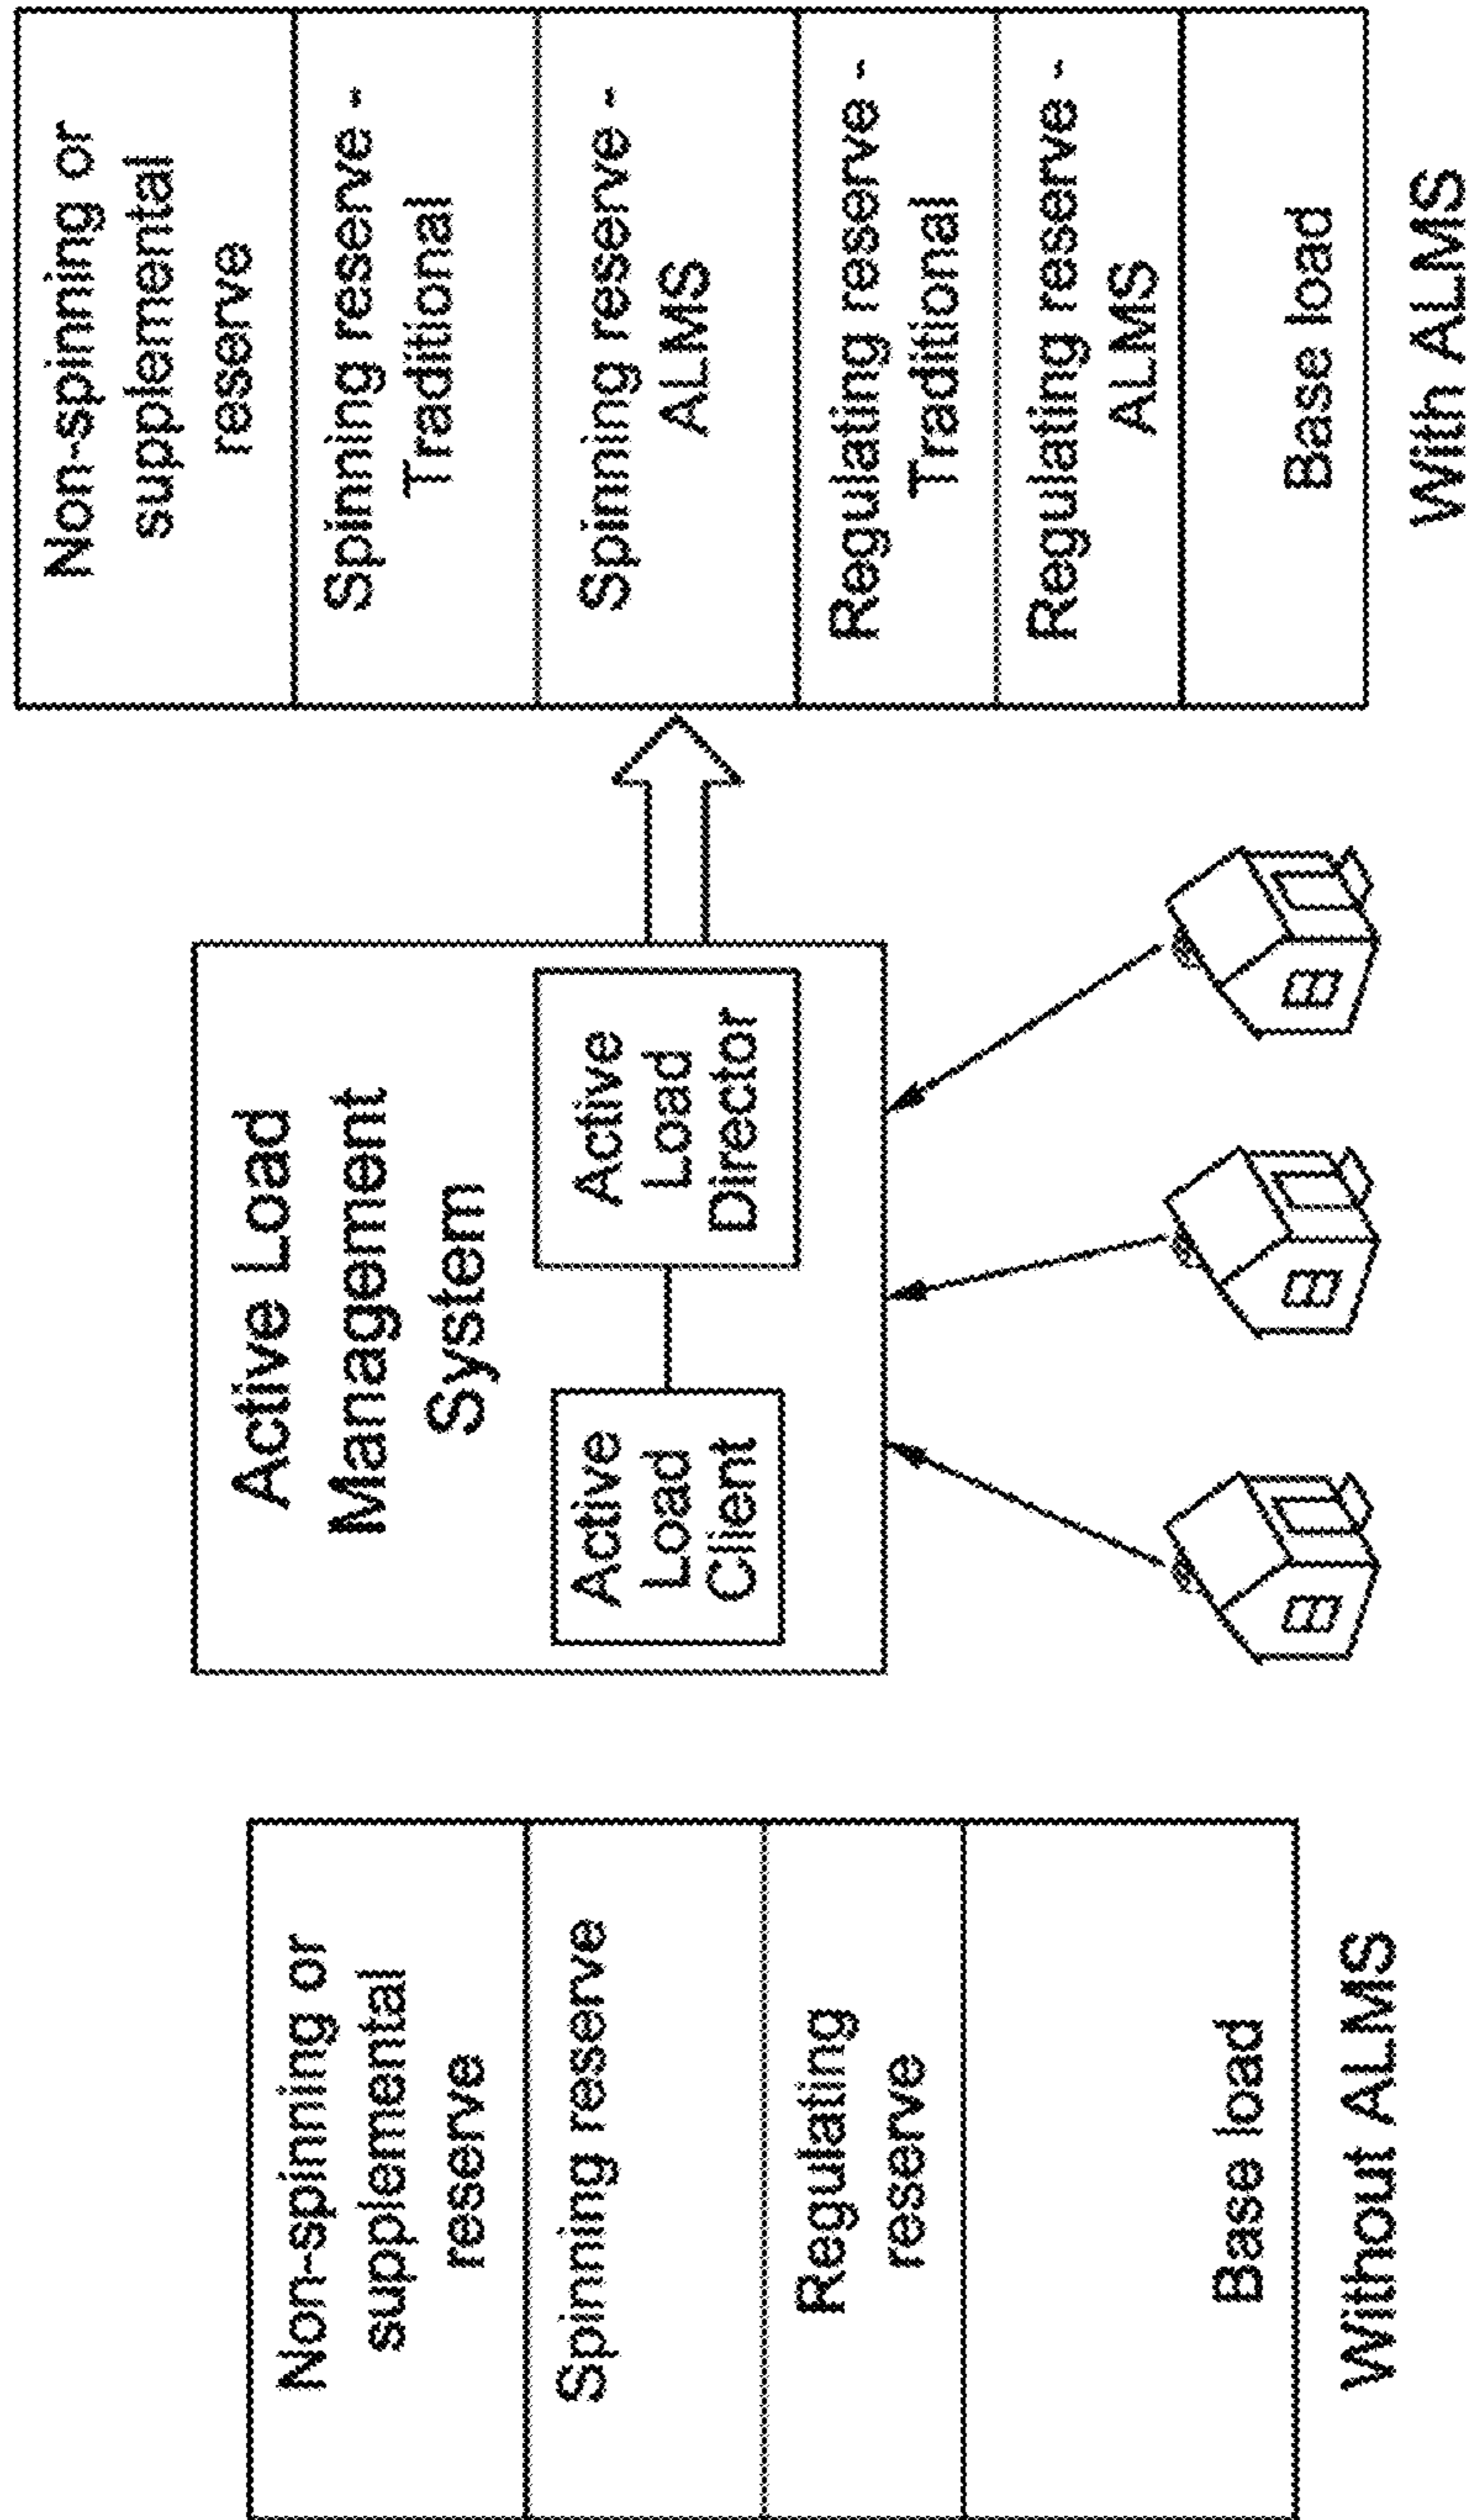 Non-spinning or
supplemental
reserve
Spinning reserve
Regulating
reserve
Base load
Without ALMS
Active Load
Management
System
Active
Load
Client
Active
Load
Director
Non-spinning or
supplemental
reserve
Spinning reserve -
Traditional
Spinning reserve -
ALMS
Regulating reserve -
Traditional
Regulating reserve -
ALMS
Base load
With ALMS